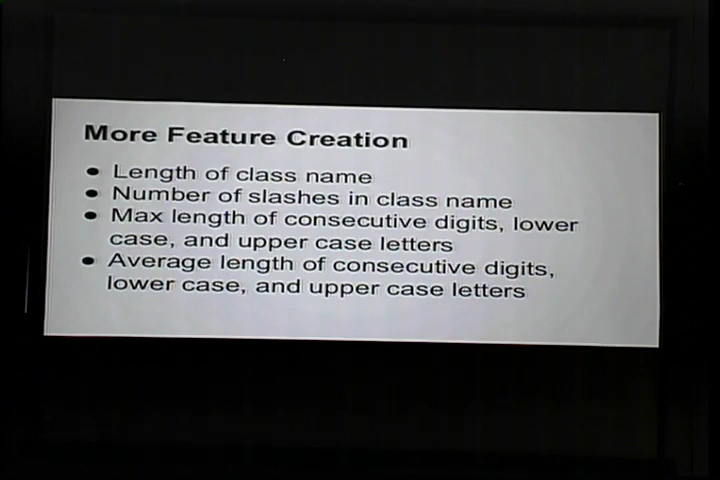 More Feature Creation
● Length of class name
● Number of slashes in class name
● Max length of consecutive digits, lower
case, and upper case letters
● Average length of consecutive digits,
lower case, and upper case letters